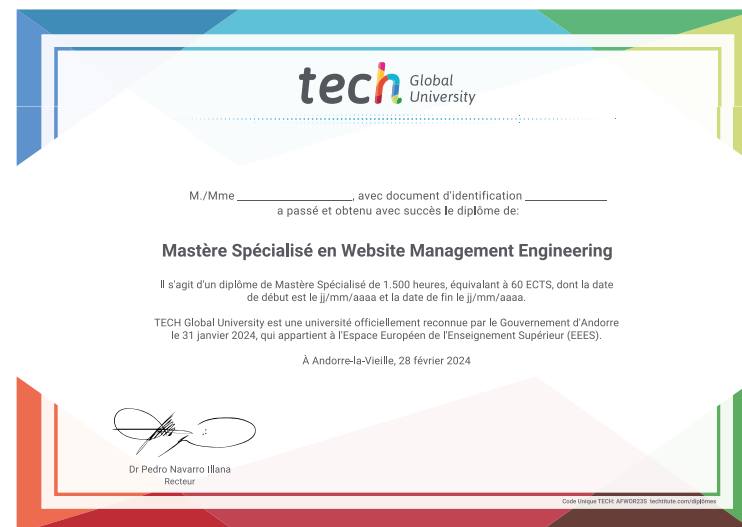 tech Global
University
M./Mme ____________________, avec document d'identification ______________
a passé et obtenu avec succès le diplôme de:
Mastère Spécialisé en Website Management Engineering
Il s'agit d'un diplôme de Mastère Spécialisé de 1.500 heures, équivalant à 60 ECTS, dont la date
de début est le jj/mm/aaaa et la date de fin le jj/mm/aaaa.
TECH Global University est une université officiellement reconnue par le Gouvernement d'Andorre
le 31 janvier 2024, qui appartient à l'Espace Européen de l'Enseignement Supérieur (EEES).
À Andorre-la-Vieille, 28 février 2024
Dr Pedro Navarro Illana
Recteur
Code Unique TECH: AFWOR23S techtitute.com/diplômes